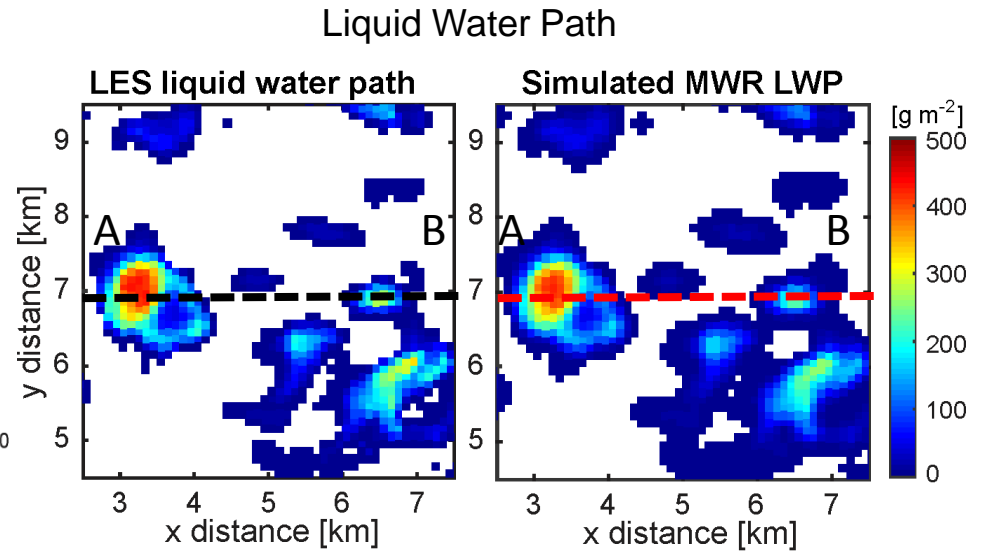 Liquid Water Path
LES liquid water path
Simulated MWR LWP
[g m⁻²]
9
8
7
6
5
y distance [km]
A
B
3 4 5 6 7
x distance [km]
0
9
8
7
6
5
A
B
3 4 5 6 7
x distance [km]
500
400
300
200
100
0